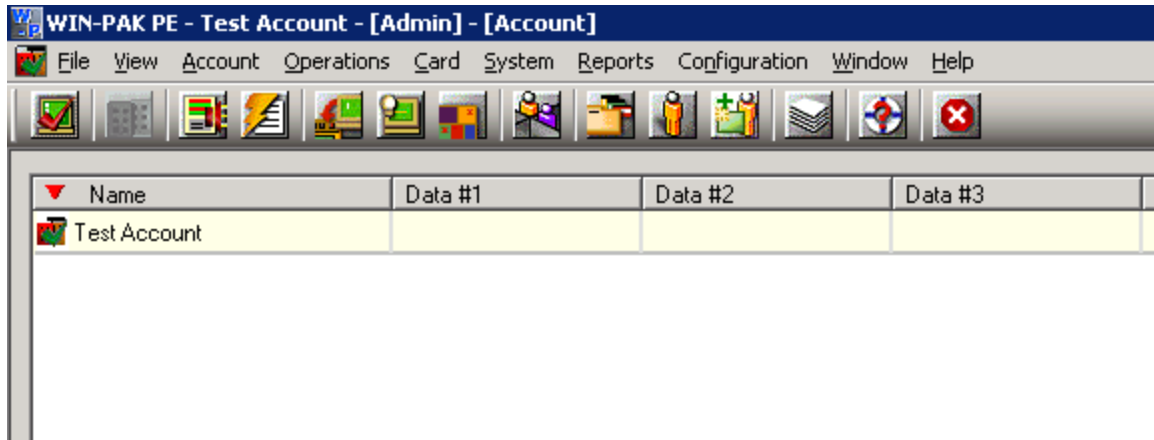 WIN-PAK PE - Test Account - [Admin] - [Account]
File View Account Operations Card System Reports Configuration Window Help
Name Data #1 Data #2 Data #3
Test Account